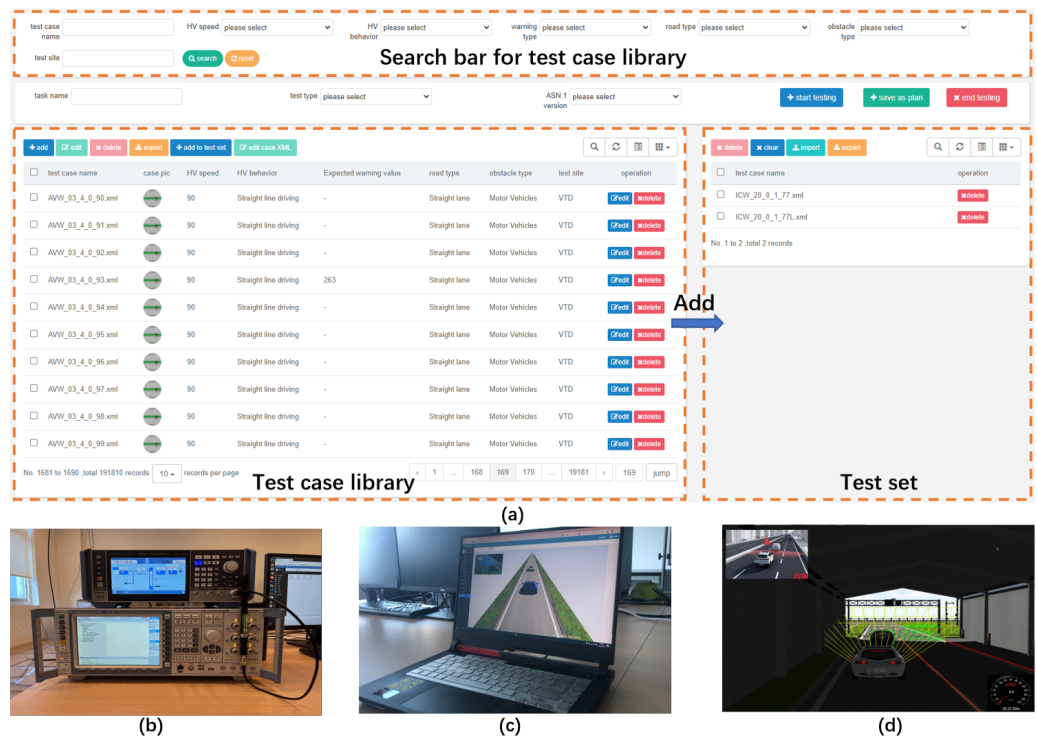 test case name HV speed please select HV behavior please select warning type please select road type please select obstacle type please select
test site search reset
Search bar for test case library
task name test type please select ASN.1 version please select + start testing + save as plan × end testing
+ add edit × delete export + add to test set edit case XML
test case name case pic HV speed HV behavior Expected warning value road type obstacle type test site operation
AVW_03_4_0_90.xml 90 Straight line driving - Straight lane Motor Vehicles VTD edit ×delete
AVW_03_4_0_91.xml 90 Straight line driving - Straight lane Motor Vehicles VTD edit ×delete
AVW_03_4_0_92.xml 90 Straight line driving - Straight lane Motor Vehicles VTD edit ×delete
AVW_03_4_0_93.xml 90 Straight line driving 263 Straight lane Motor Vehicles VTD edit ×delete
AVW_03_4_0_94.xml 90 Straight line driving - Straight lane Motor Vehicles VTD edit ×delete
AVW_03_4_0_95.xml 90 Straight line driving - Straight lane Motor Vehicles VTD edit ×delete
AVW_03_4_0_96.xml 90 Straight line driving - Straight lane Motor Vehicles VTD edit ×delete
AVW_03_4_0_97.xml 90 Straight line driving - Straight lane Motor Vehicles VTD edit ×delete
AVW_03_4_0_98.xml 90 Straight line driving - Straight lane Motor Vehicles VTD edit ×delete
AVW_03_4_0_99.xml 90 Straight line driving - Straight lane Motor Vehicles VTD edit ×delete
No. 1681 to 1690 ,total 191810 records 10 records per page ‹ 1 ... 168 169 170 ... 19181 › 169 jump
Test case library
Add
× delete × clear import export
test case name operation
ICW_20_0_1_77.xml ×delete
ICW_20_0_1_77L.xml ×delete
No. 1 to 2 ,total 2 records
Test set
(a)
FCW
(b)
(c)
(d)